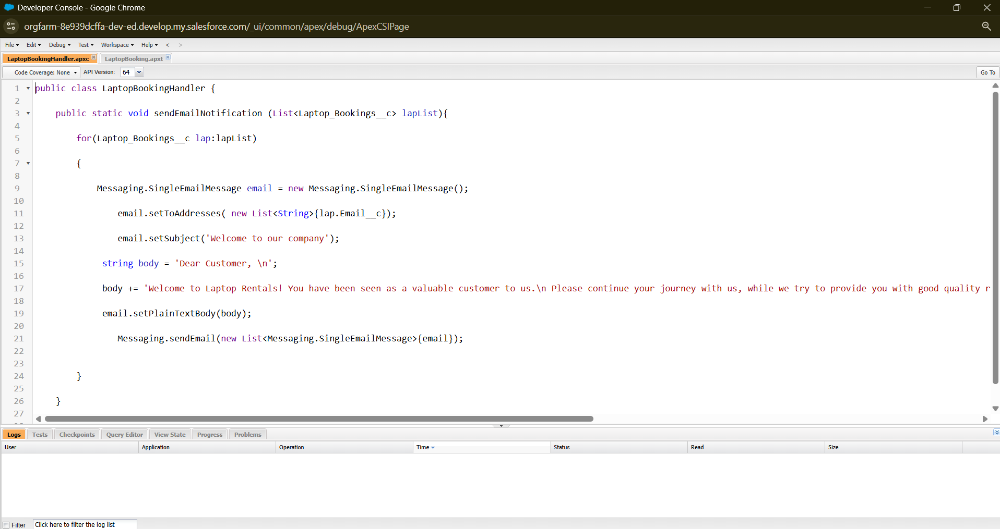 Developer Console - Google Chrome
orgfarm-8e939dcffa-dev-ed.develop.my.salesforce.com/_ui/common/apex/debug/ApexCSIPage
File Edit Debug Test Workspace Help < >
LaptopBookingHandler.apxc LaptopBooking.apxt
Code Coverage: None API Version: 64 Go To
1 public class LaptopBookingHandler {
2
3 public static void sendEmailNotification (List<Laptop_Bookings__c> lapList){
4
5 for(Laptop_Bookings__c lap:lapList)
6
7 {
8
9 Messaging.SingleEmailMessage email = new Messaging.SingleEmailMessage();
10
11 email.setToAddresses( new List<String>{lap.Email__c});
12
13 email.setSubject('Welcome to our company');
14
15 string body = 'Dear Customer, \n';
16
17 body += 'Welcome to Laptop Rentals! You have been seen as a valuable customer to us.\n Please continue your journey with us, while we try to provide you with good quality r
18
19 email.setPlainTextBody(body);
20
21 Messaging.sendEmail(new List<Messaging.SingleEmailMessage>{email});
22
23
24 }
25
26 }
27
Logs Tests Checkpoints Query Editor View State Progress Problems
User Application Operation Time Status Read Size
Filter Click here to filter the log list